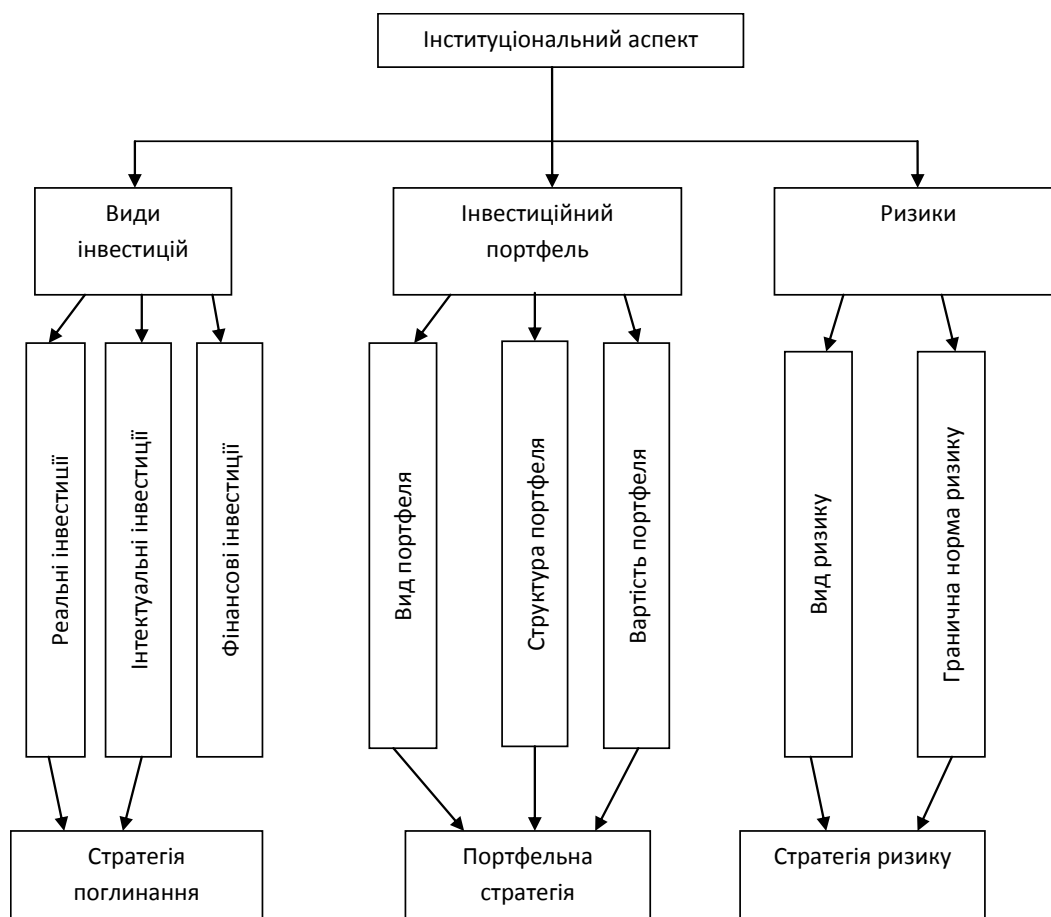 Інституціональний аспект
Види
інвестицій
Інвестиційний
портфель
Ризики
Реальні інвестиції
Інтектуальні інвестиції
Фінансові інвестиції
Вид портфеля
Структура портфеля
Вартість портфеля
Вид ризику
Гранична норма ризику
Стратегія
поглинання
Портфельна
стратегія
Стратегія ризику